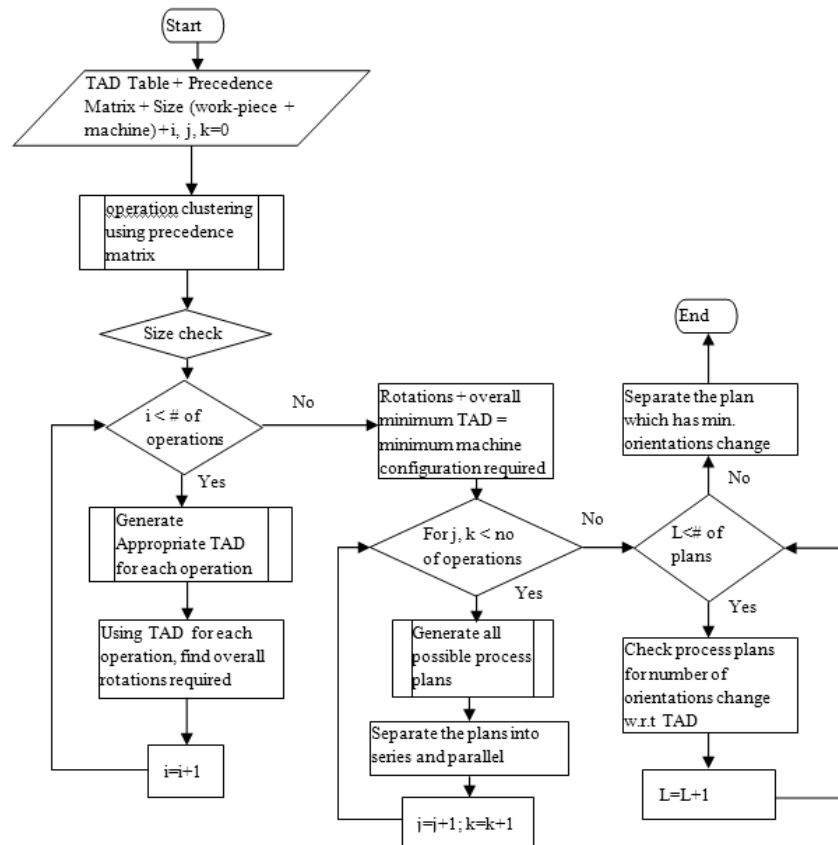 Start
TAD Table + Precedence
Matrix + Size (work-piece +
machine) + i, j, k=0
operation clustering
using precedence
matrix
Size check
i < # of
operations
No
Yes
Generate
Appropriate TAD
for each operation
Using TAD for each
operation, find overall
rotations required
i=i+1
Rotations + overall
minimum TAD =
minimum machine
configuration required
For j, k < no
of operations
No
Yes
Generate all
possible process
plans
Separate the plans into
series and parallel
j=j+1; k=k+1
End
Separate the plan
which has min.
orientations change
No
L<# of
plans
Yes
Check process plans
for number of
orientations change
w.r.t TAD
L=L+1